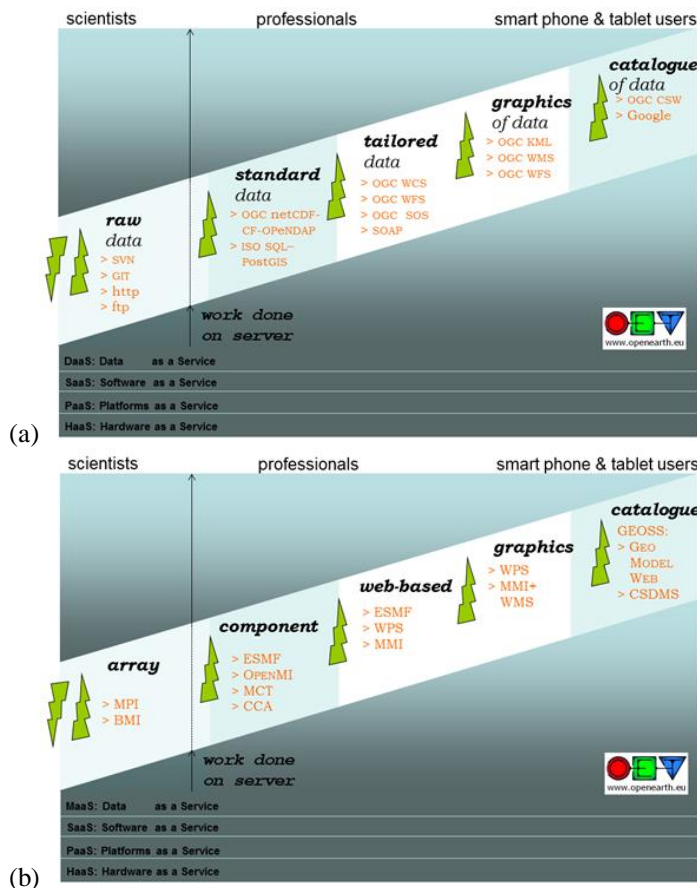 scientists professionals smart phone & tablet users
catalogue
of data
> OGC CSW
> Google
graphics
of data
> OGC KML
> OGC WMS
> OGC WFS
tailored
data
> OGC WCS
> OGC WFS
> OGC SOS
> SOAP
standard
data
> OGC netCDF-
CF-OPeNDAP
> ISO SQL–
PostGIS
raw
data
> SVN
> GIT
> http
> ftp
work done
on server
www.openearth.eu
DaaS: Data as a Service
SaaS: Software as a Service
PaaS: Platforms as a Service
HaaS: Hardware as a Service
(a)
scientists professionals smart phone & tablet users
catalogue
GEOSS:
> GEO
MODEL
WEB
> CSDMS
graphics
> WPS
> MMI+
WMS
web-based
> ESMF
> WPS
> MMI
component
> ESMF
> OPENMI
> MCT
> CCA
array
> MPI
> BMI
work done
on server
www.openearth.eu
MaaS: Data as a Service
SaaS: Software as a Service
PaaS: Platforms as a Service
HaaS: Hardware as a Service
(b)